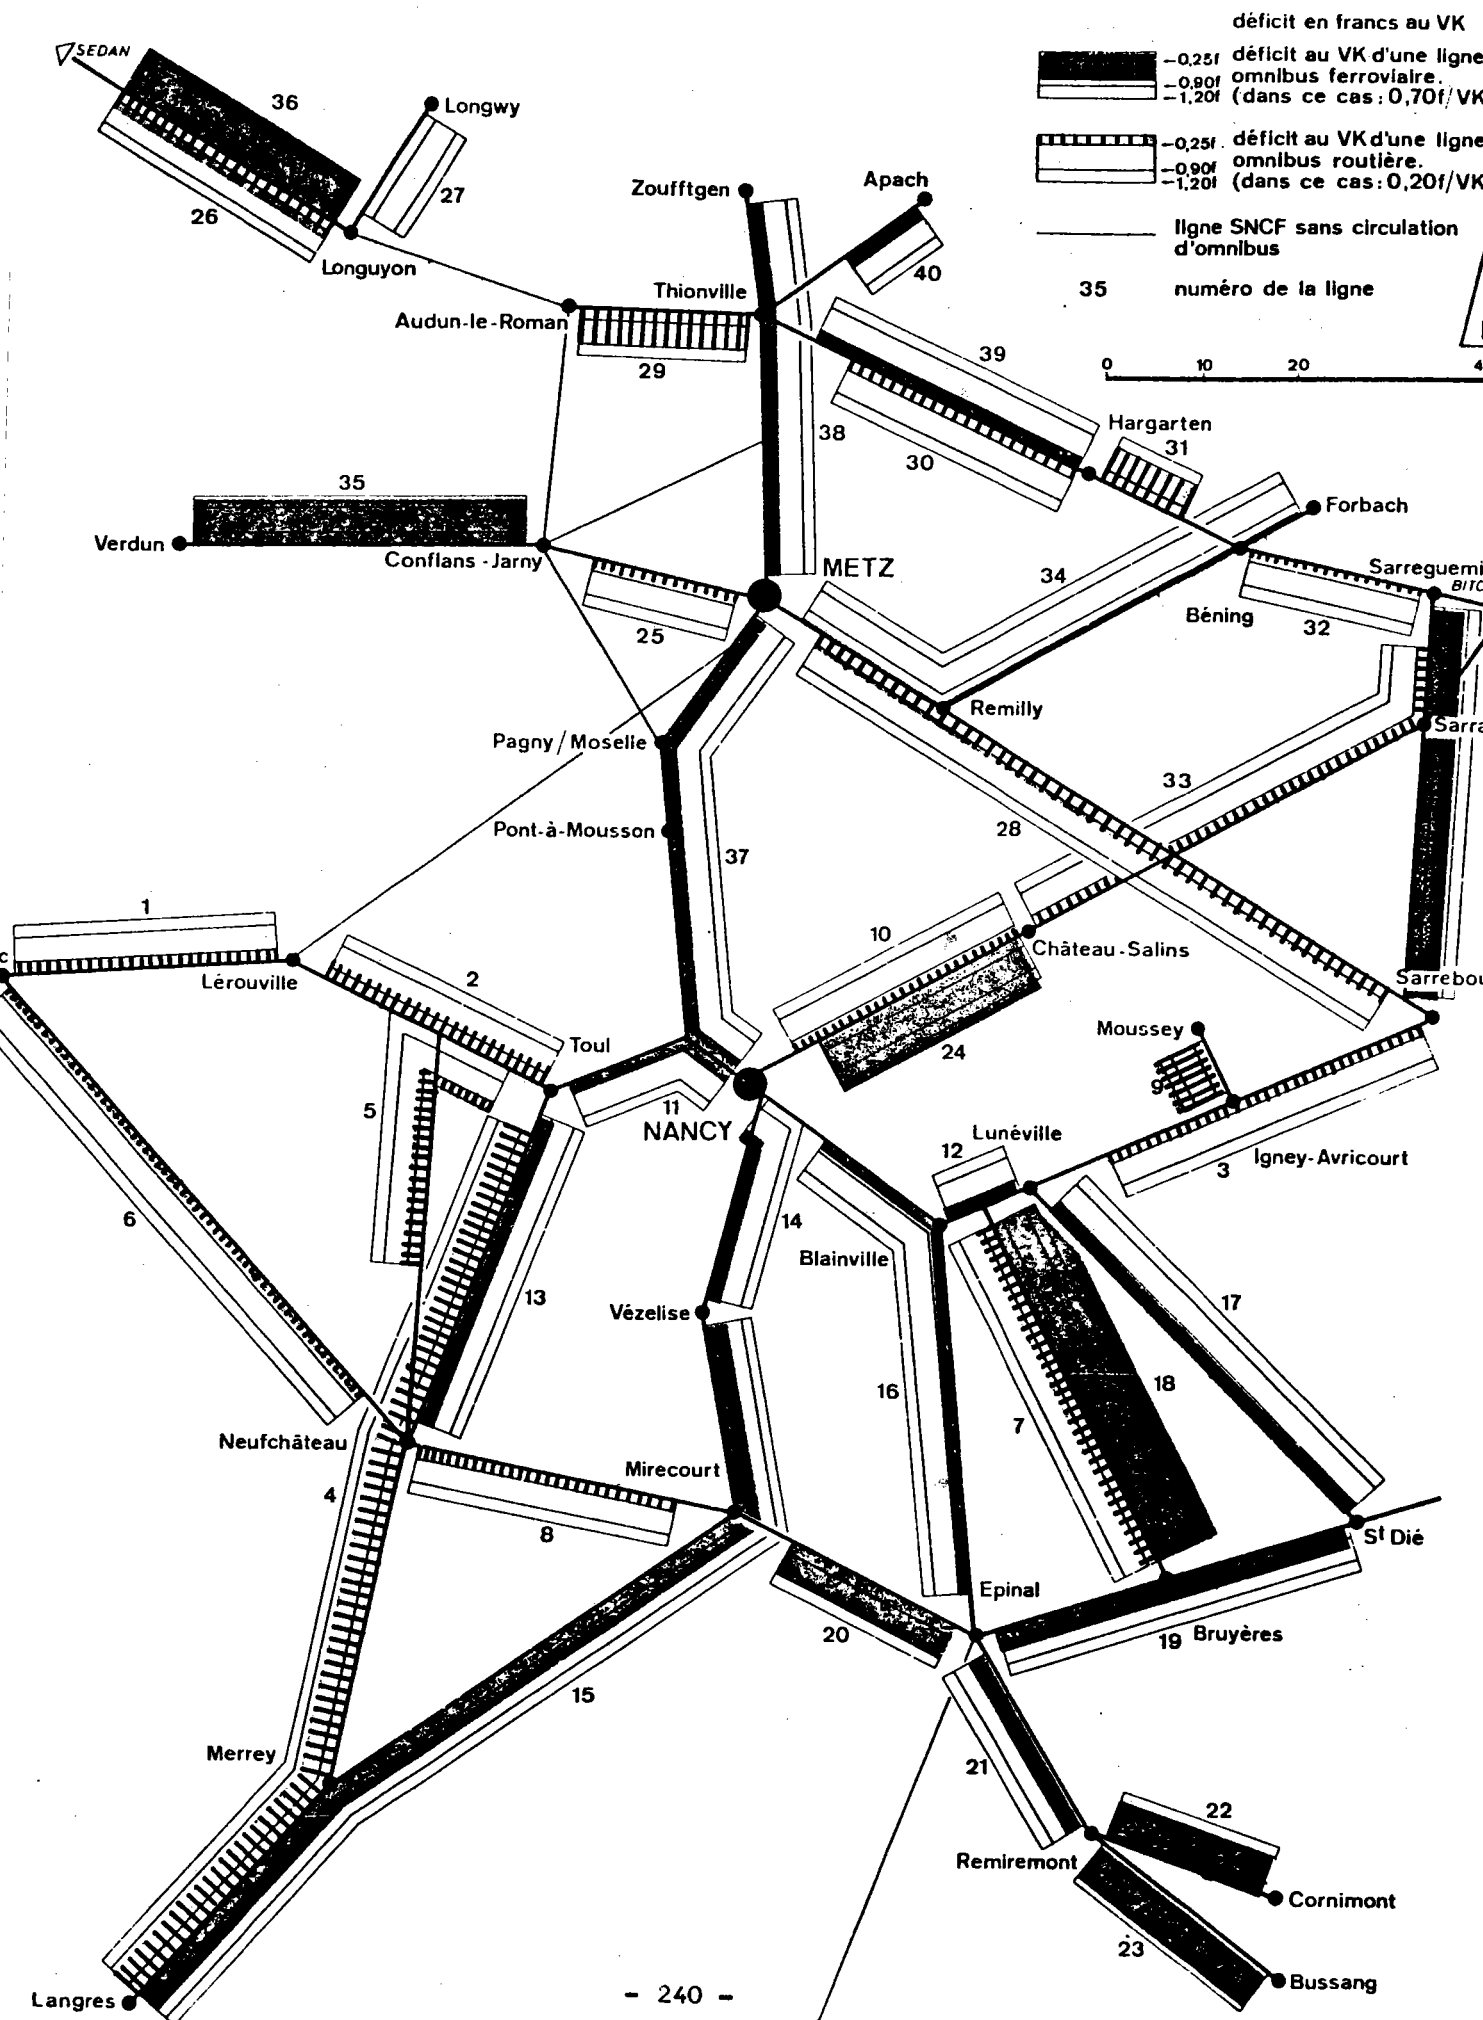 déficit en francs au VK
-0,25f déficit au VK d'une ligne
-0,90f omnibus ferroviaire.
-1,20f (dans ce cas: 0,70f/VK
-0,25f. déficit au VK d'une ligne
-0,90f omnibus routière.
-1,20f (dans ce cas: 0,20f/VK
ligne SNCF sans circulation
d'omnibus
35 numéro de la ligne
0 10 20 4
SEDAN
36
Longwy
27
26
Longuyon
Zoufftgen
Apach
40
Thionville
Audun-le-Roman
29
39
38
30
Hargarten
31
Forbach
35
Verdun
Conflans-Jarny
METZ
34
25
Béning
Sarreguemi
BITC
32
Remilly
Pagny/Moselle
Sarra
33
28
Pont-à-Mousson
37
1
10
c
2
Château-Salins
Lérouville
Sarrebou
Moussey
Toul
24
9
5
11
NANCY
Lunéville
12
Igney-Avricourt
3
6
14
Blainville
13
17
Vézelise
16
18
7
Neufchâteau
Mirecourt
4
8
St Dié
Epinal
20
19 Bruyères
15
Merrey
21
22
Remiremont
Cornimont
23
Bussang
Langres
- 240 -